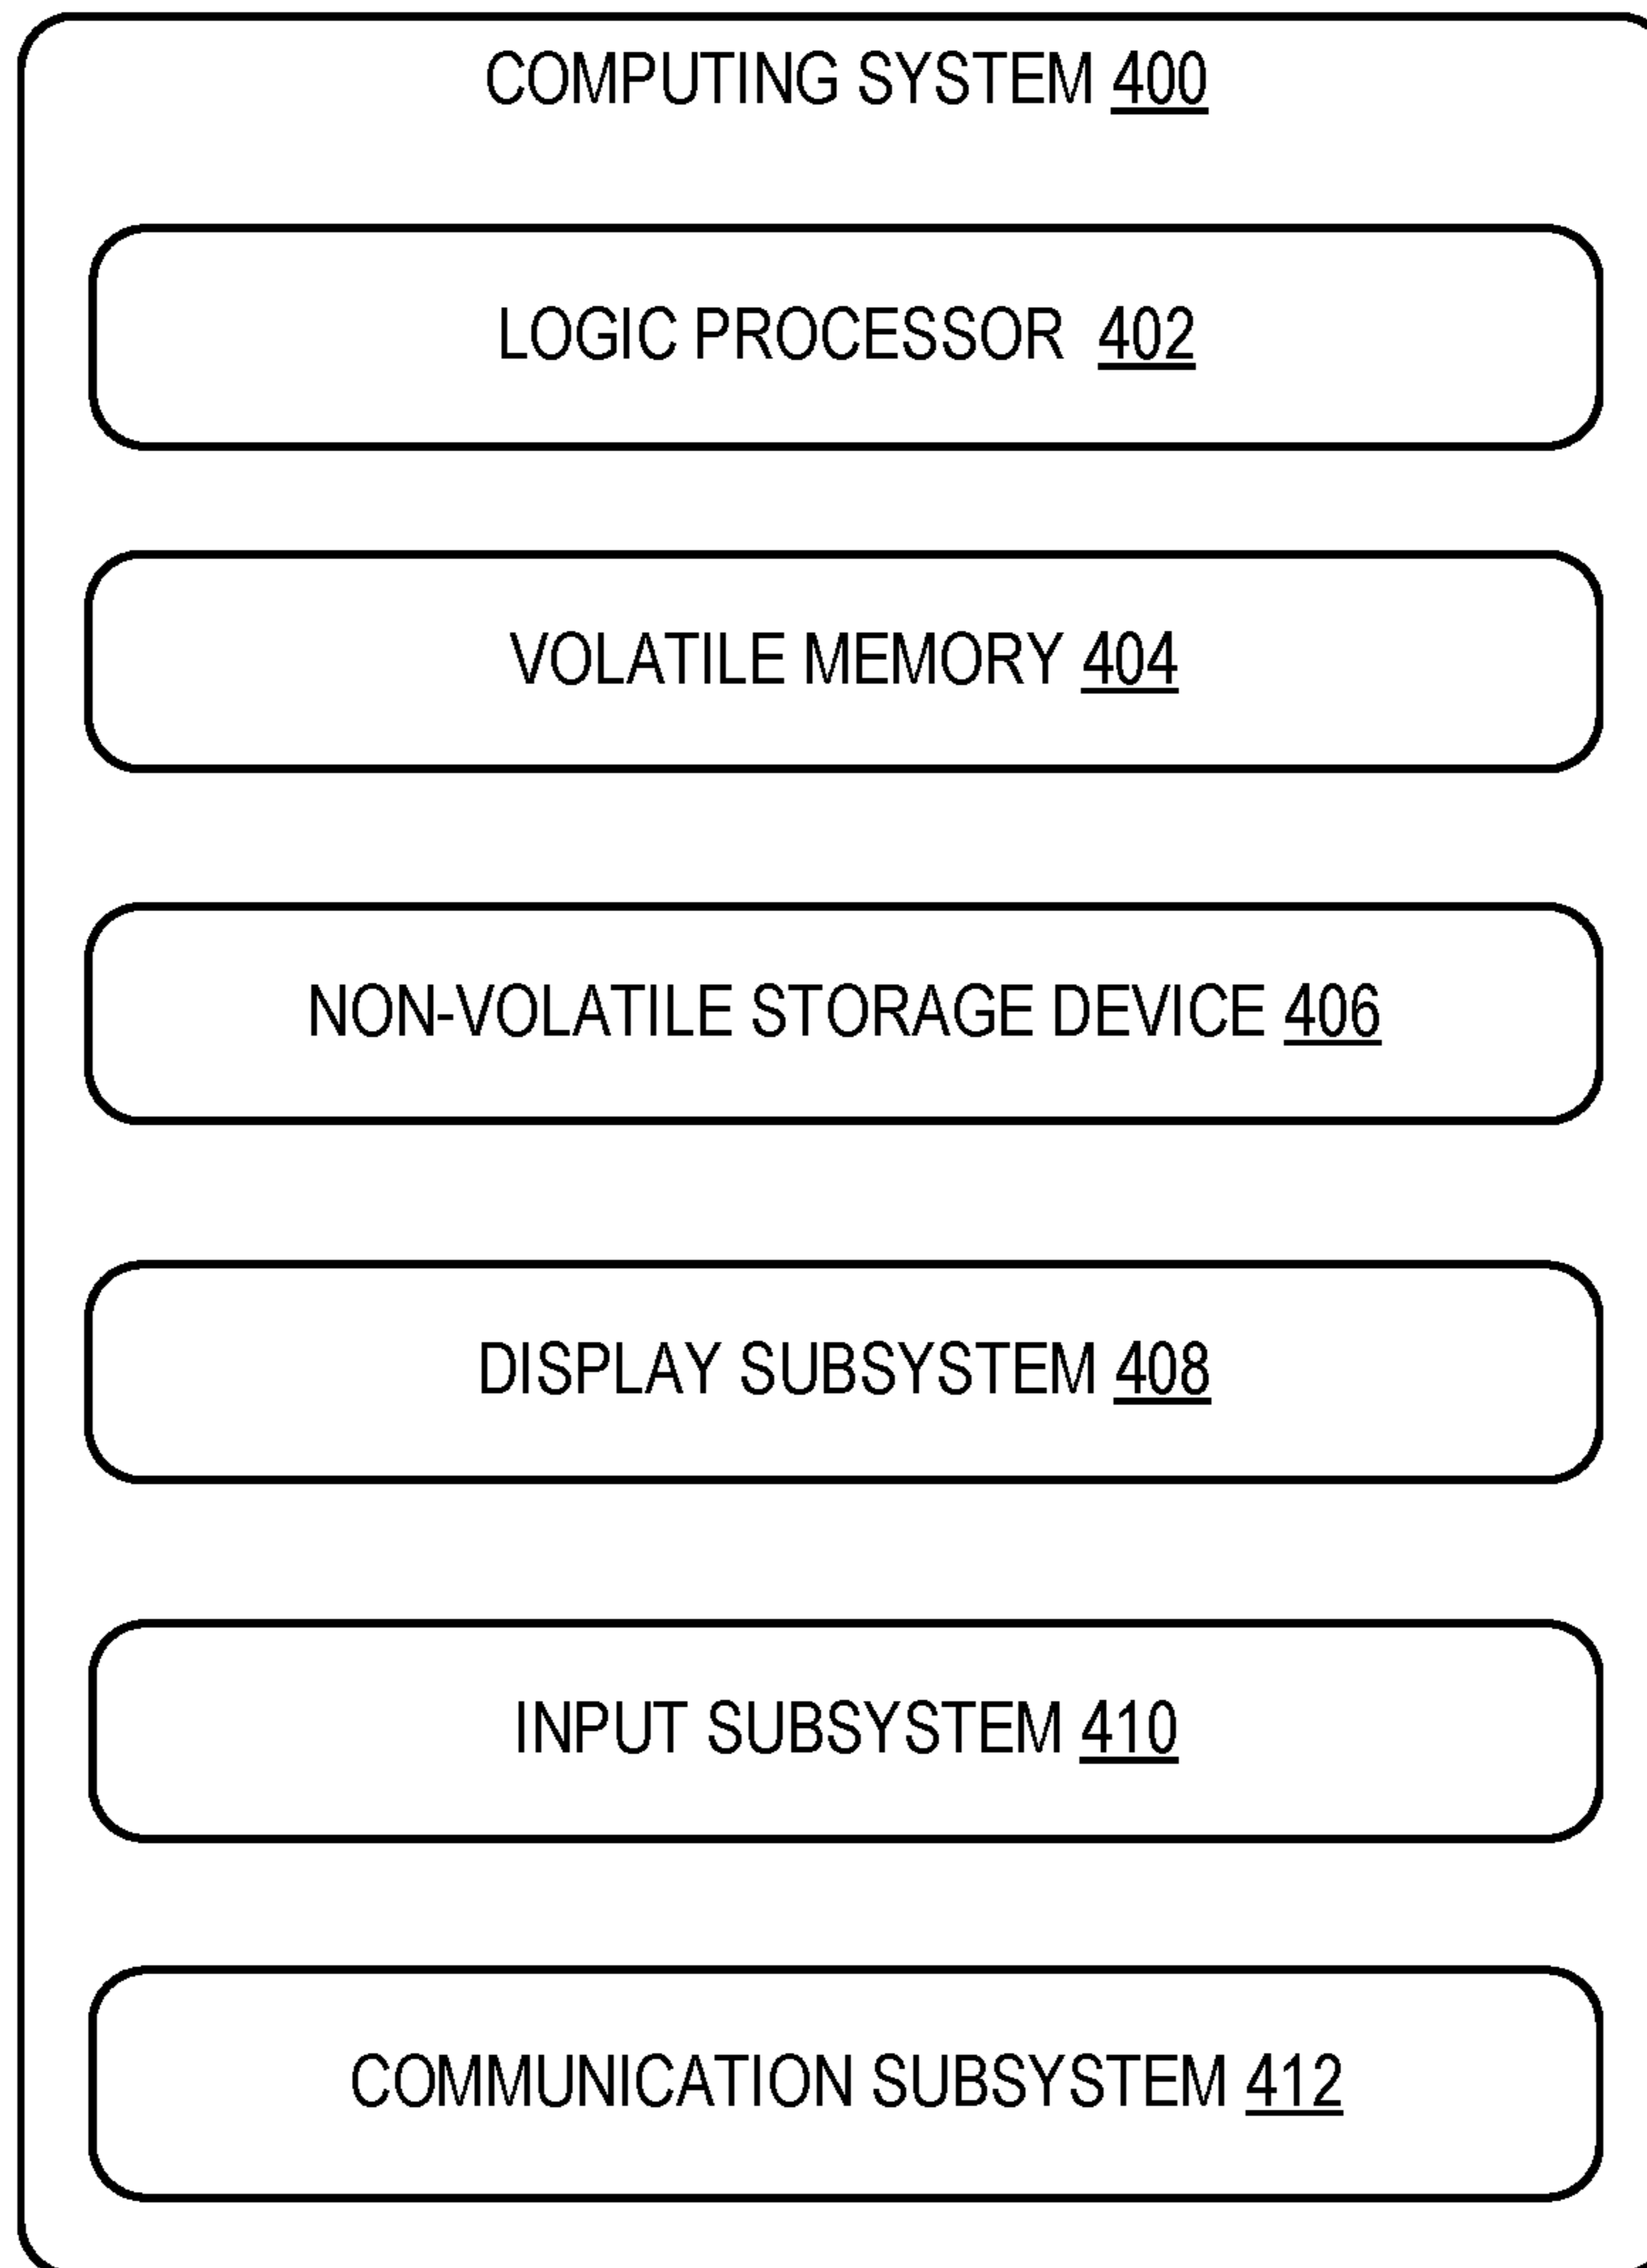 COMPUTING SYSTEM 400
LOGIC PROCESSOR 402
VOLATILE MEMORY 404
NON-VOLATILE STORAGE DEVICE 406
DISPLAY SUBSYSTEM 408
INPUT SUBSYSTEM 410
COMMUNICATION SUBSYSTEM 412